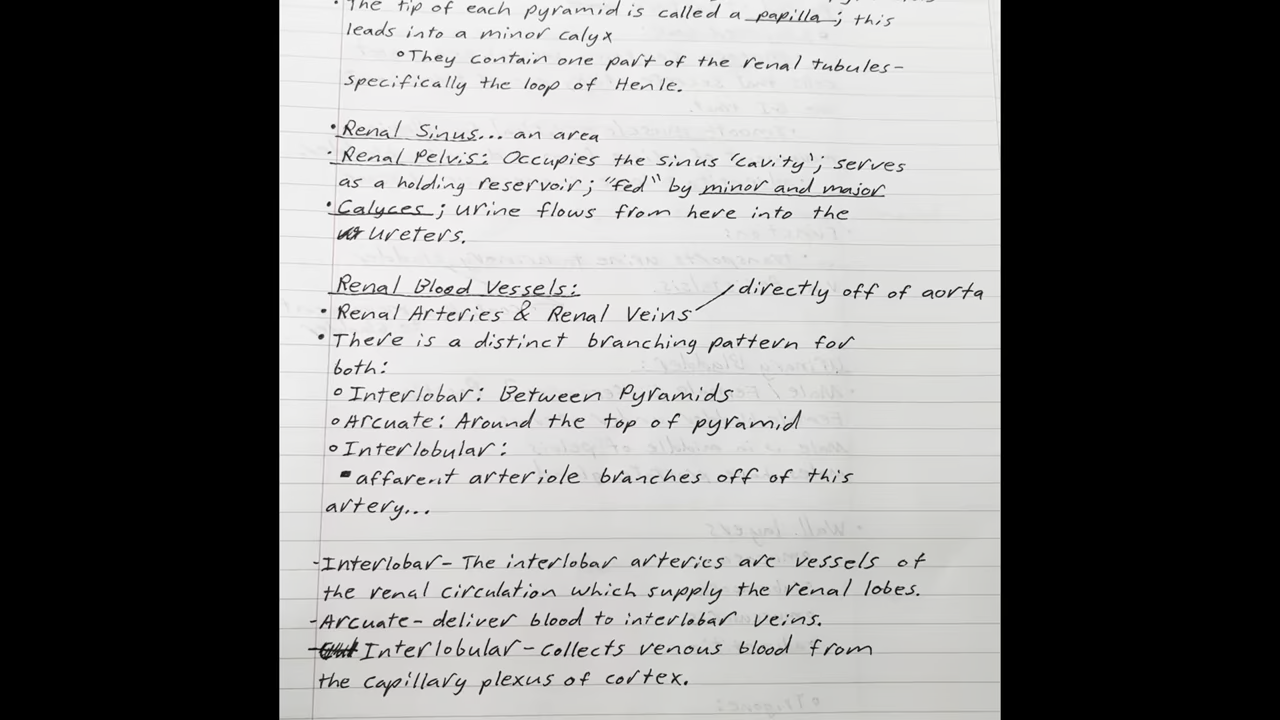 • The tip of each pyramid is called a papilla; this
leads into a minor calyx
∘They contain one part of the renal tubules-
specifically the loop of Henle.
•Renal Sinus... an area
•Renal Pelvis: Occupies the sinus 'cavity'; serves
as a holding reservoir; "fed" by minor and major
•Calyces; urine flows from here into the
ureters.
Renal Blood Vessels:
directly off of aorta
• Renal Arteries & Renal Veins
• There is a distinct branching pattern for
both:
∘Interlobar: Between Pyramids
∘Arcuate: Around the top of pyramid
∘Interlobular:
▪afferent arteriole branches off of this
artery...
-Interlobar- The interlobar arteries are vessels of
the renal circulation which supply the renal lobes.
-Arcuate- deliver blood to interlobar veins.
-Interlobular- Collects venous blood from
the capillary plexus of cortex.